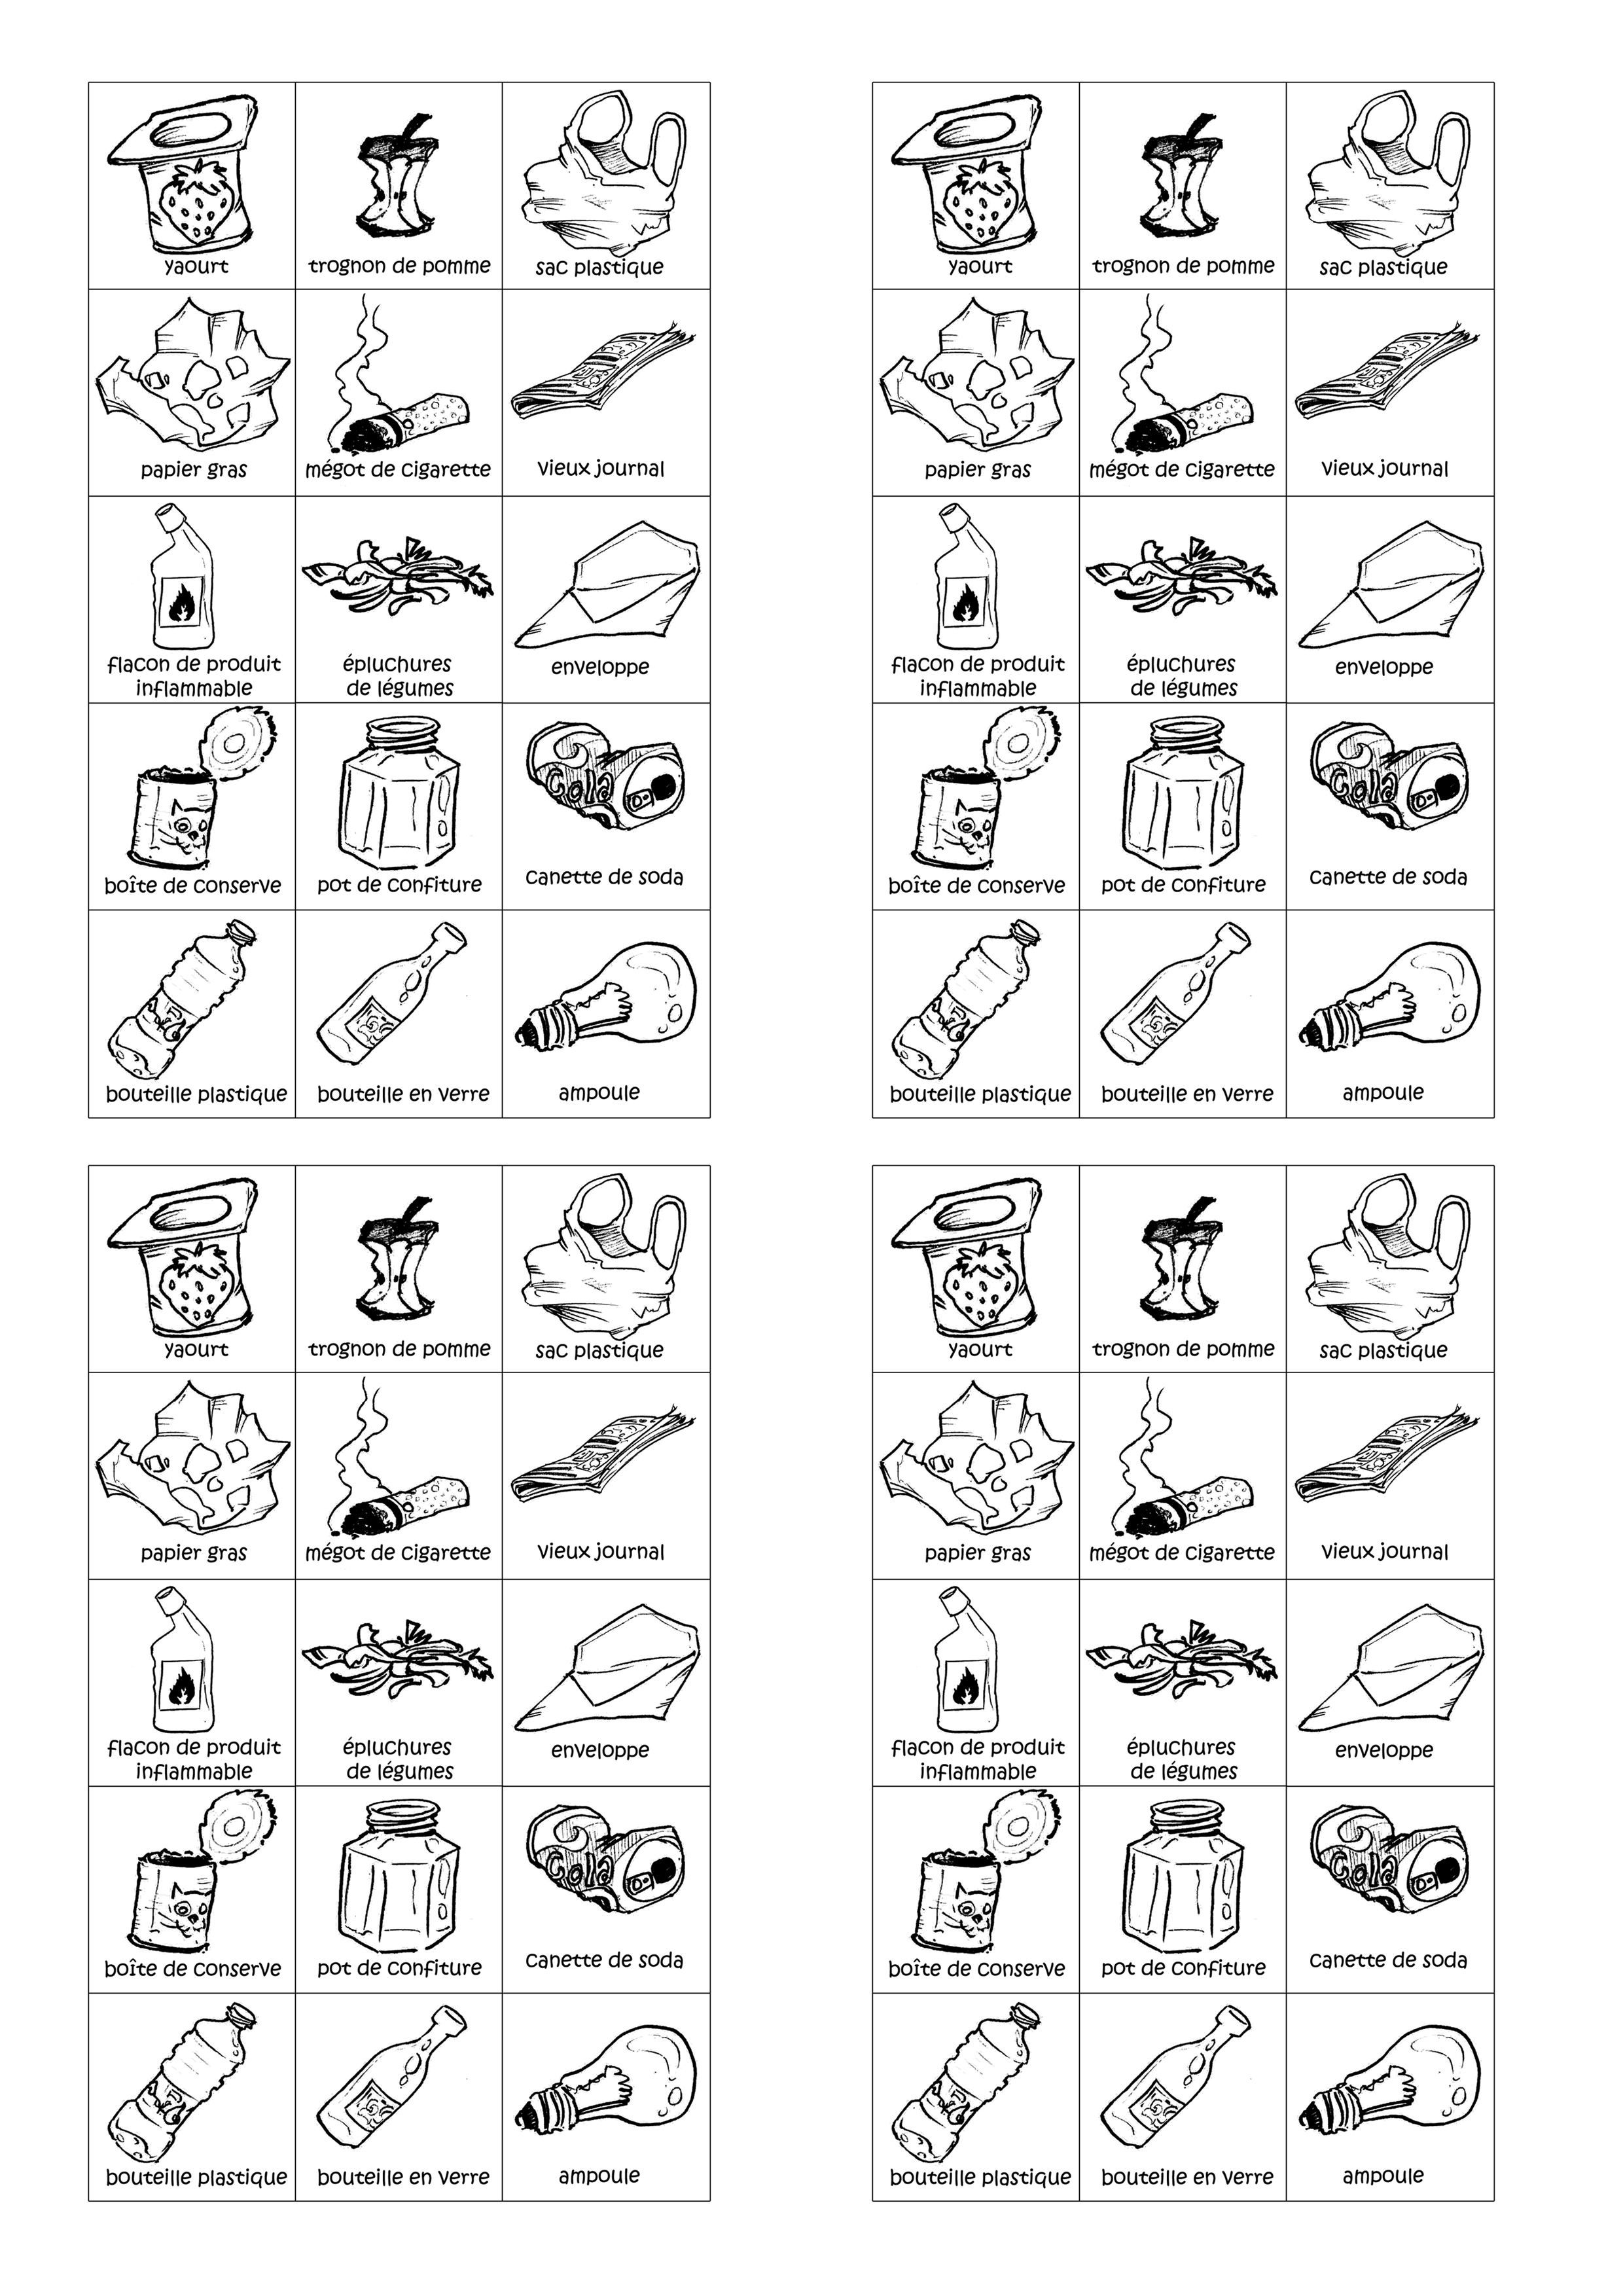 yaourt
trognon de pomme
sac plastique
papier gras
mégot de cigarette
vieux journal
flacon de produit
inflammable
épluchures
de légumes
enveloppe
cola
boîte de conserve
pot de confiture
canette de soda
bouteille plastique
bouteille en verre
ampoule
yaourt
trognon de pomme
sac plastique
papier gras
mégot de cigarette
vieux journal
flacon de produit
inflammable
épluchures
de légumes
enveloppe
cola
boîte de conserve
pot de confiture
canette de soda
bouteille plastique
bouteille en verre
ampoule
yaourt
trognon de pomme
sac plastique
papier gras
mégot de cigarette
vieux journal
flacon de produit
inflammable
épluchures
de légumes
enveloppe
cola
boîte de conserve
pot de confiture
canette de soda
bouteille plastique
bouteille en verre
ampoule
yaourt
trognon de pomme
sac plastique
papier gras
mégot de cigarette
vieux journal
flacon de produit
inflammable
épluchures
de légumes
enveloppe
cola
boîte de conserve
pot de confiture
canette de soda
bouteille plastique
bouteille en verre
ampoule